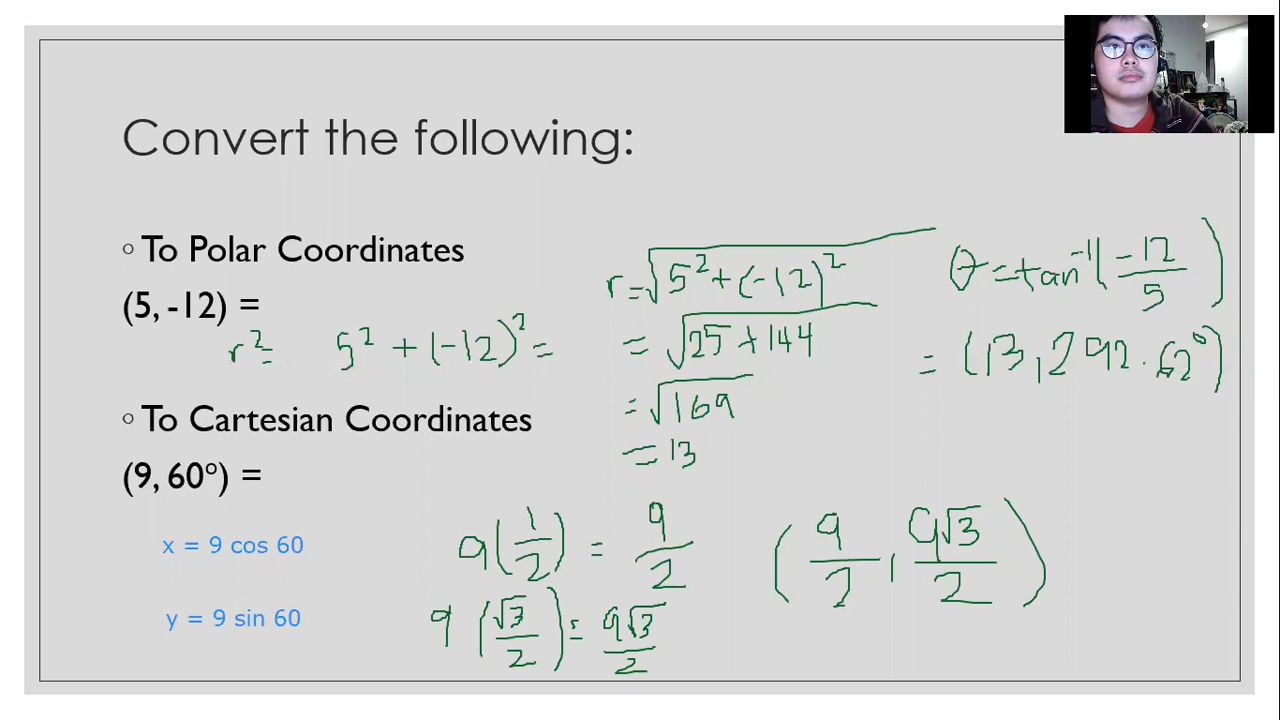 Convert the following:
◦ To Polar Coordinates
(5, -12) =
r² = 5² + (-12)² =
r = √(5² + (-12)²)
= √(25 + 144)
= √169
= 13
θ = tan⁻¹(-12/5)
= (13, 292.62°)
◦ To Cartesian Coordinates
(9, 60°) =
x = 9 cos 60
9(1/2) = 9/2
y = 9 sin 60
9(√3/2) = 9√3/2
(9/2, 9√3/2)